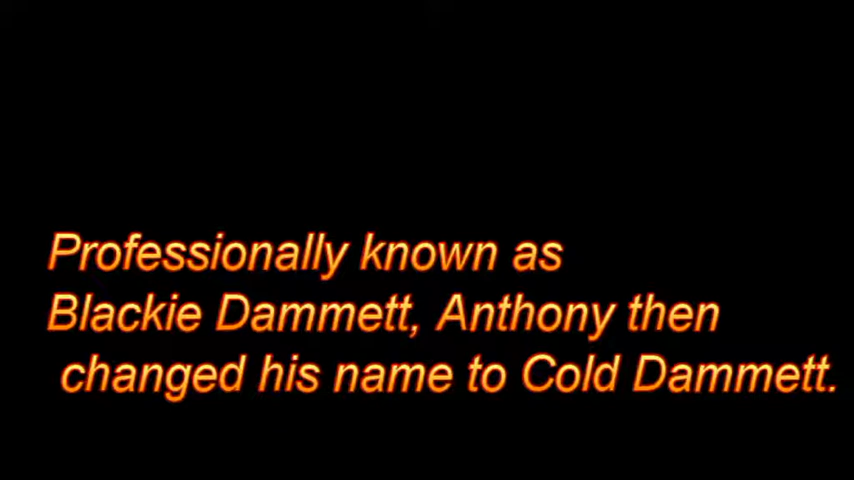 Professionally known as
Blackie Dammett, Anthony then
changed his name to Cold Dammett.